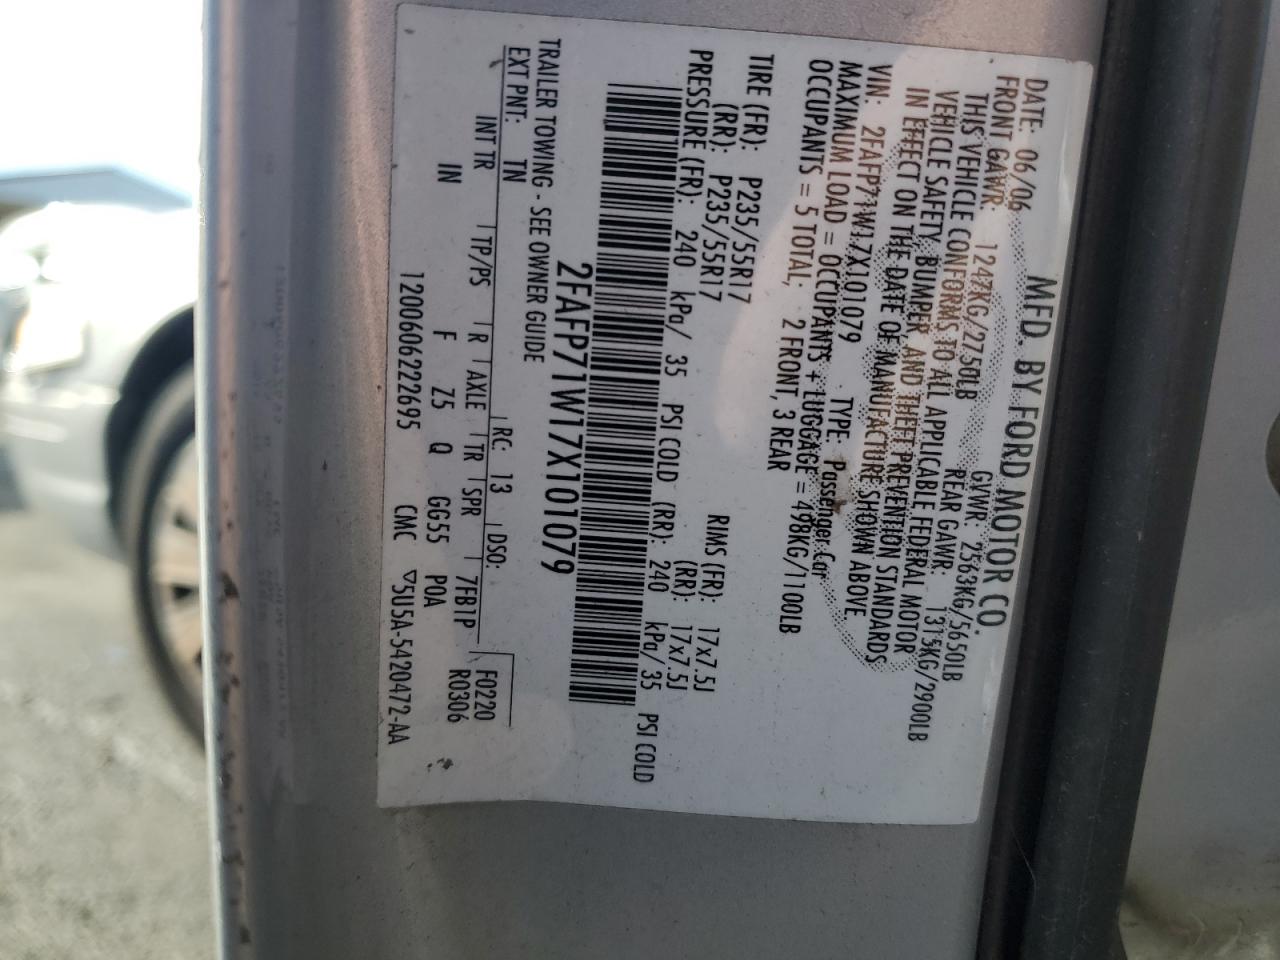 MFD. BY FORD MOTOR CO.
DATE: 06/06 GVWR: 2563KG/5650LB
FRONT GAWR: 1247KG/2750LB REAR GAWR: 1315KG/2900LB
THIS VEHICLE CONFORMS TO ALL APPLICABLE FEDERAL MOTOR
VEHICLE SAFETY, BUMPER AND THEFT PREVENTION STANDARDS
IN EFFECT ON THE DATE OF MANUFACTURE SHOWN ABOVE
VIN: 2FAFP71W17X101079 TYPE: Passenger Car
MAXIMUM LOAD = OCCUPANTS + LUGGAGE = 498KG/1100LB
OCCUPANTS = 5 TOTAL, 2 FRONT, 3 REAR
TIRE (FR): P235/55R17 RIMS (FR): 17x7.5J
(RR): P235/55R17 (RR): 17x7.5J
PRESSURE (FR): 240 kPa/ 35 PSI COLD (RR): 240 kPa/ 35 PSI COLD
2FAFP71W17X101079
TRAILER TOWING - SEE OWNER GUIDE
EXT PNT: TN RC: 13 DSO: F0220
INT TR TP/PS R AXLE TR SPR 7FB1P R0306
IN F Z5 Q GG55 POA
1200606222695 CMC ▽5U5A-5420472-AA